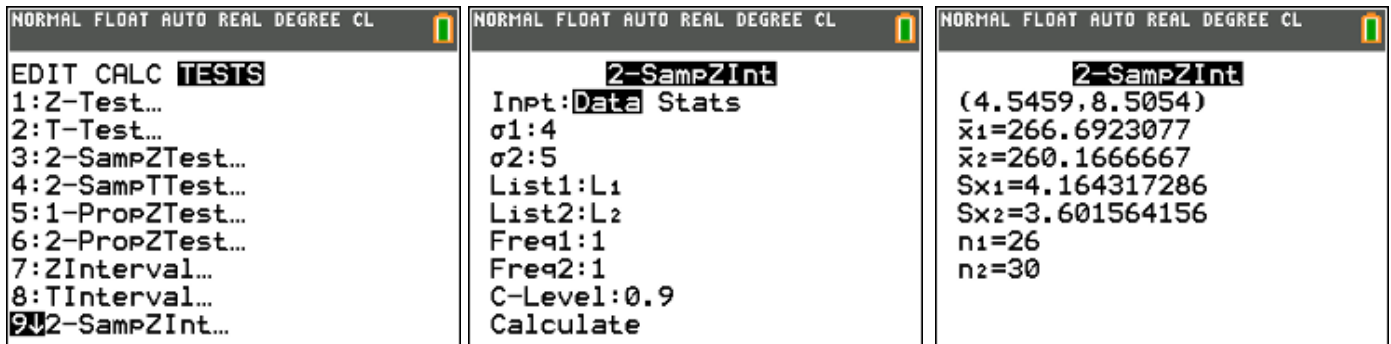 NORMAL FLOAT AUTO REAL DEGREE CL
EDIT CALC TESTS
1:Z-Test…
2:T-Test…
3:2-SampZTest…
4:2-SampTTest…
5:1-PropZTest…
6:2-PropZTest…
7:ZInterval…
8:TInterval…
9↓2-SampZInt…
NORMAL FLOAT AUTO REAL DEGREE CL
2-SampZInt
Inpt:Data Stats
σ1:4
σ2:5
List1:L₁
List2:L₂
Freq1:1
Freq2:1
C-Level:0.9
Calculate
NORMAL FLOAT AUTO REAL DEGREE CL
2-SampZInt
(4.5459,8.5054)
x̄₁=266.6923077
x̄₂=260.1666667
Sx₁=4.164317286
Sx₂=3.601564156
n₁=26
n₂=30